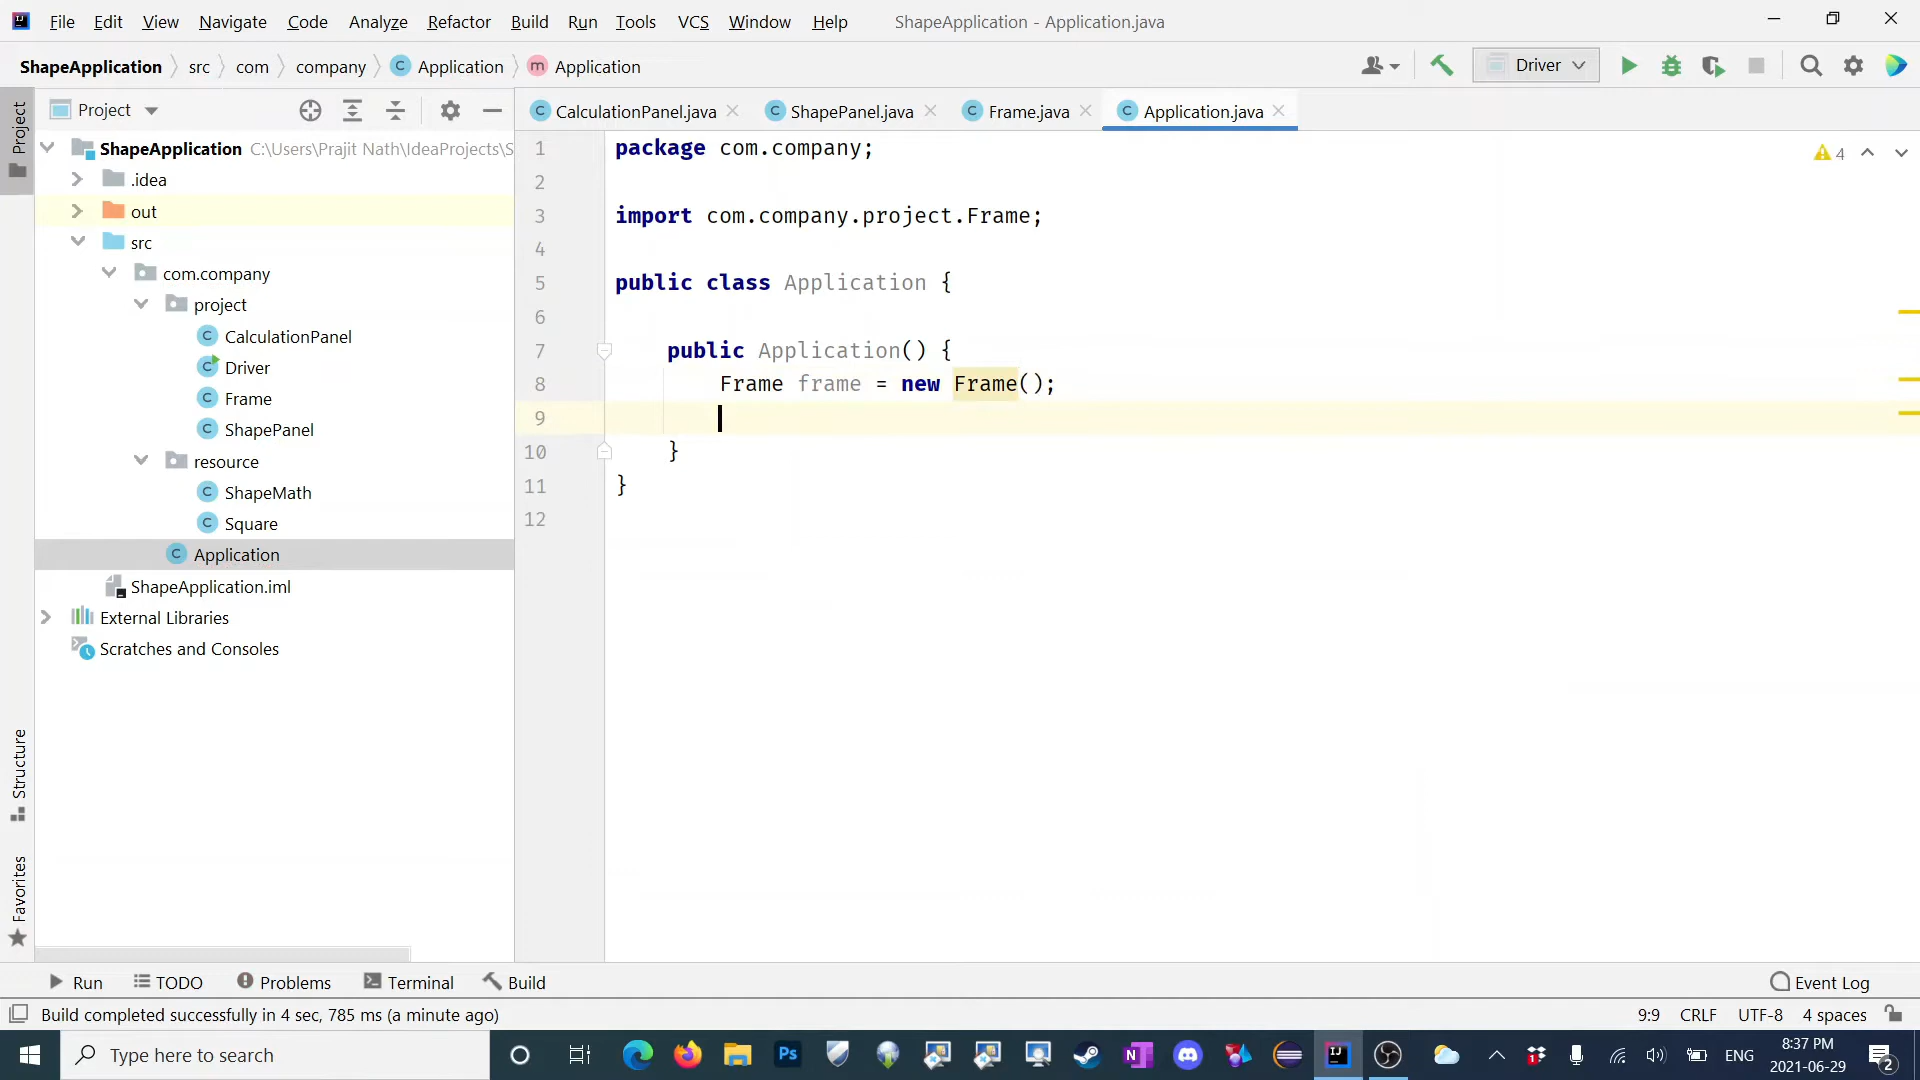 File Edit View Navigate Code Analyze Refactor Build Run Tools VCS Window Help ShapeApplication - Application.java
ShapeApplication src com company Application Application Driver
Project CalculationPanel.java ShapePanel.java Frame.java Application.java
Project
ShapeApplication C:\Users\Prajit Nath\IdeaProjects\S
.idea
out
src
com.company
project
CalculationPanel
Driver
Frame
ShapePanel
resource
ShapeMath
Square
Application
ShapeApplication.iml
External Libraries
Scratches and Consoles
Structure
Favorites
4
1 package com.company;
2
3 import com.company.project.Frame;
4
5 public class Application {
6
7 public Application() {
8 Frame frame = new Frame();
9
10 }
11 }
12
Run TODO Problems Terminal Build Event Log
Build completed successfully in 4 sec, 785 ms (a minute ago) 9:9 CRLF UTF-8 4 spaces
Type here to search ENG 8:37 PM
2021-06-29 2